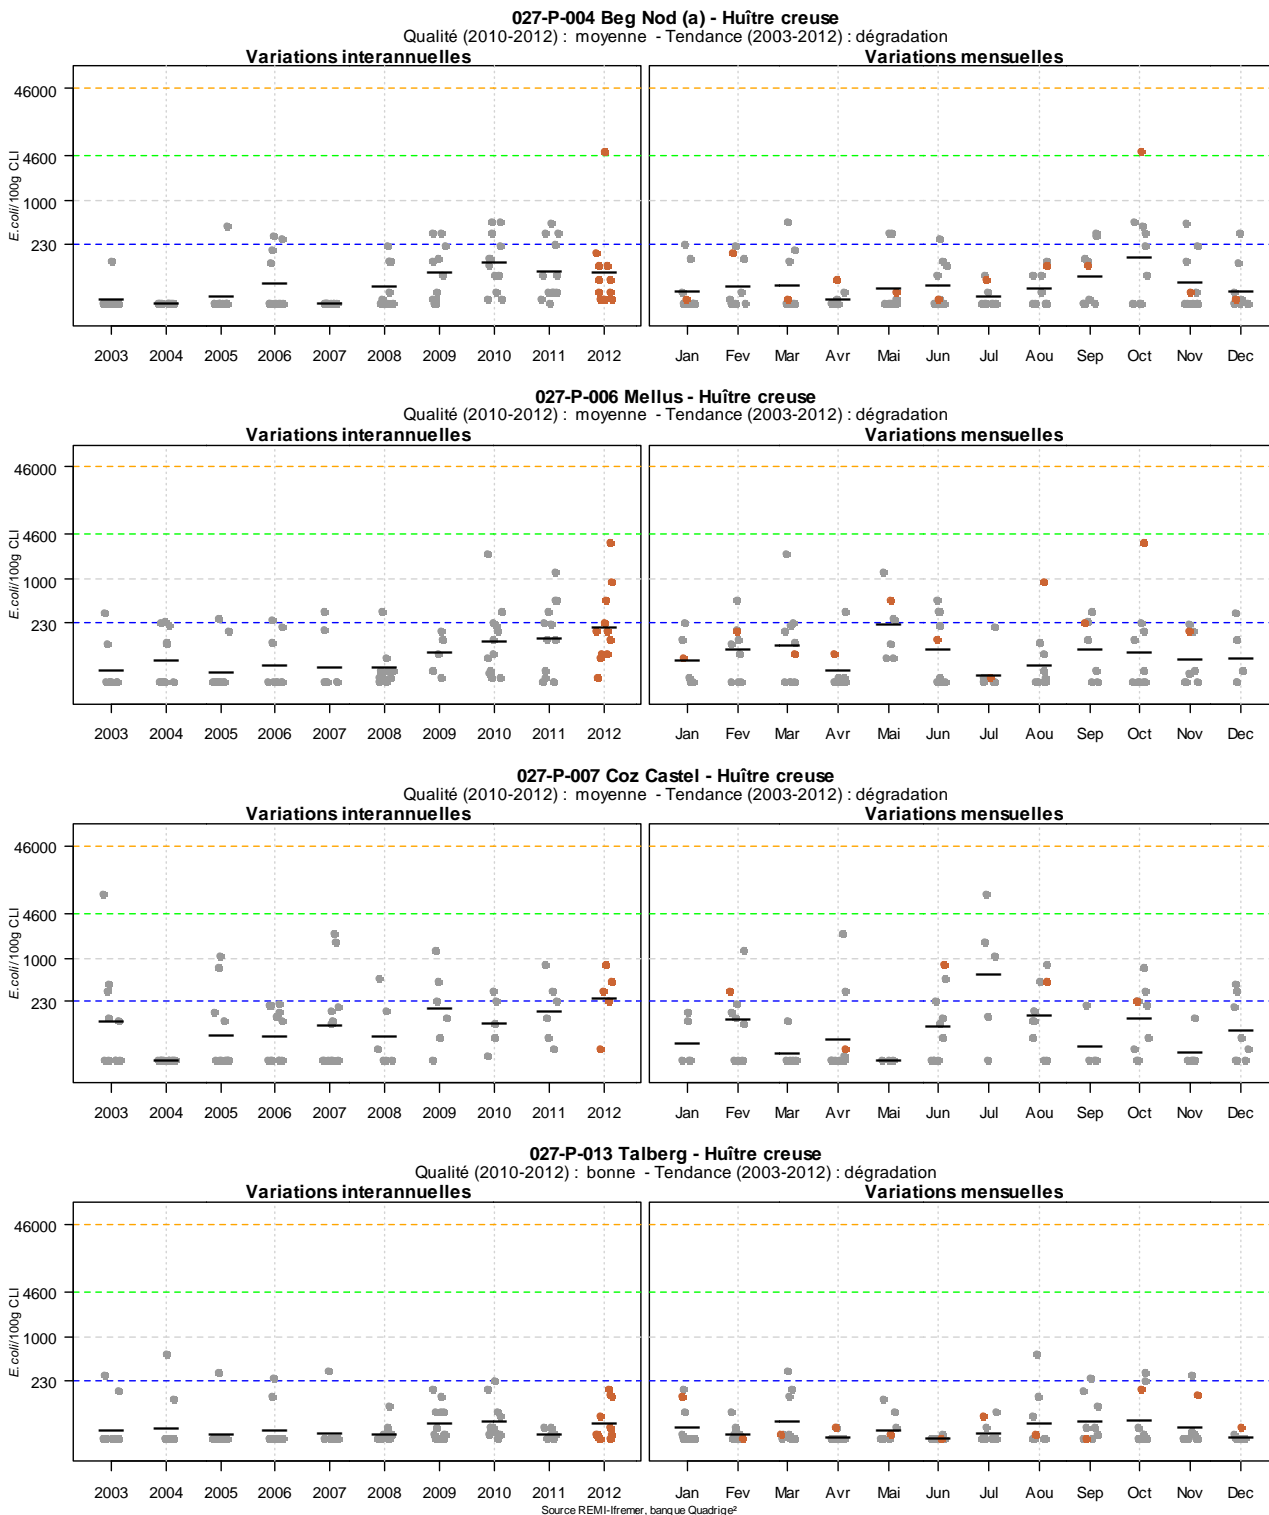 027-P-004 Beg Nod (a) - Huître creuse
Qualité (2010-2012) : moyenne - Tendance (2003-2012) : dégradation
Variations interannuelles Variations mensuelles
46000
4600
1000
230
E.coli/100g CLI
2003 2004 2005 2006 2007 2008 2009 2010 2011 2012 Jan Fev Mar Avr Mai Jun Jul Aou Sep Oct Nov Dec
027-P-006 Mellus - Huître creuse
Qualité (2010-2012) : moyenne - Tendance (2003-2012) : dégradation
Variations interannuelles Variations mensuelles
46000
4600
1000
230
E.coli/100g CLI
2003 2004 2005 2006 2007 2008 2009 2010 2011 2012 Jan Fev Mar Avr Mai Jun Jul Aou Sep Oct Nov Dec
027-P-007 Coz Castel - Huître creuse
Qualité (2010-2012) : moyenne - Tendance (2003-2012) : dégradation
Variations interannuelles Variations mensuelles
46000
4600
1000
230
E.coli/100g CLI
2003 2004 2005 2006 2007 2008 2009 2010 2011 2012 Jan Fev Mar Avr Mai Jun Jul Aou Sep Oct Nov Dec
027-P-013 Talberg - Huître creuse
Qualité (2010-2012) : bonne - Tendance (2003-2012) : dégradation
Variations interannuelles Variations mensuelles
46000
4600
1000
230
E.coli/100g CLI
2003 2004 2005 2006 2007 2008 2009 2010 2011 2012 Jan Fev Mar Avr Mai Jun Jul Aou Sep Oct Nov Dec
Source REMI-Ifremer, banque Quadrige²